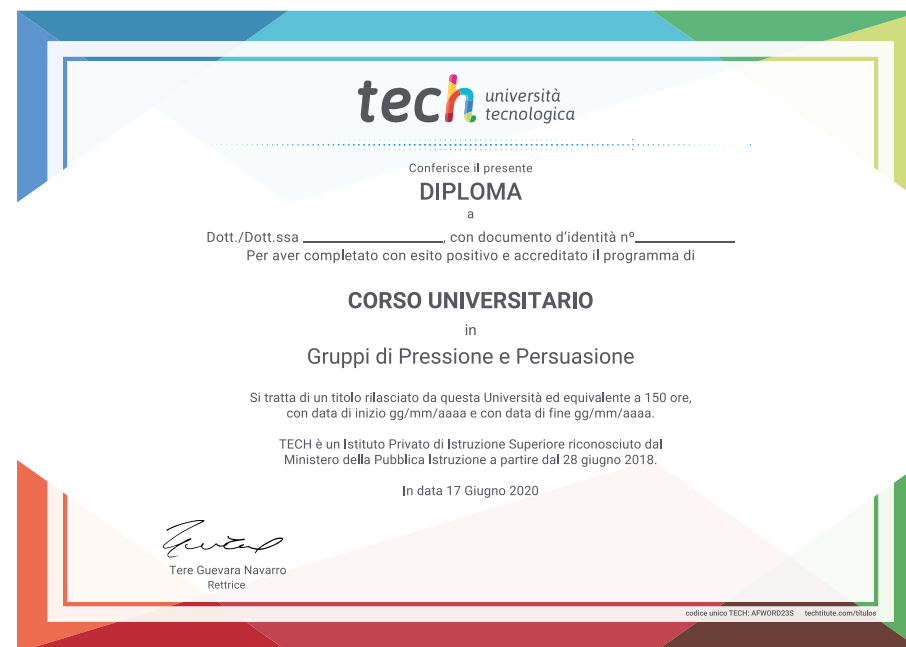 tech università
tecnologica
Conferisce il presente
DIPLOMA
a
Dott./Dott.ssa ____________________, con documento d'identità nº______________
Per aver completato con esito positivo e accreditato il programma di
CORSO UNIVERSITARIO
in
Gruppi di Pressione e Persuasione
Si tratta di un titolo rilasciato da questa Università ed equivalente a 150 ore,
con data di inizio gg/mm/aaaa e con data di fine gg/mm/aaaa.
TECH è un Istituto Privato di Istruzione Superiore riconosciuto dal
Ministero della Pubblica Istruzione a partire dal 28 giugno 2018.
In data 17 Giugno 2020
Tere Guevara Navarro
Rettrice
codice unico TECH: AFWORD23S techtitute.com/titulos